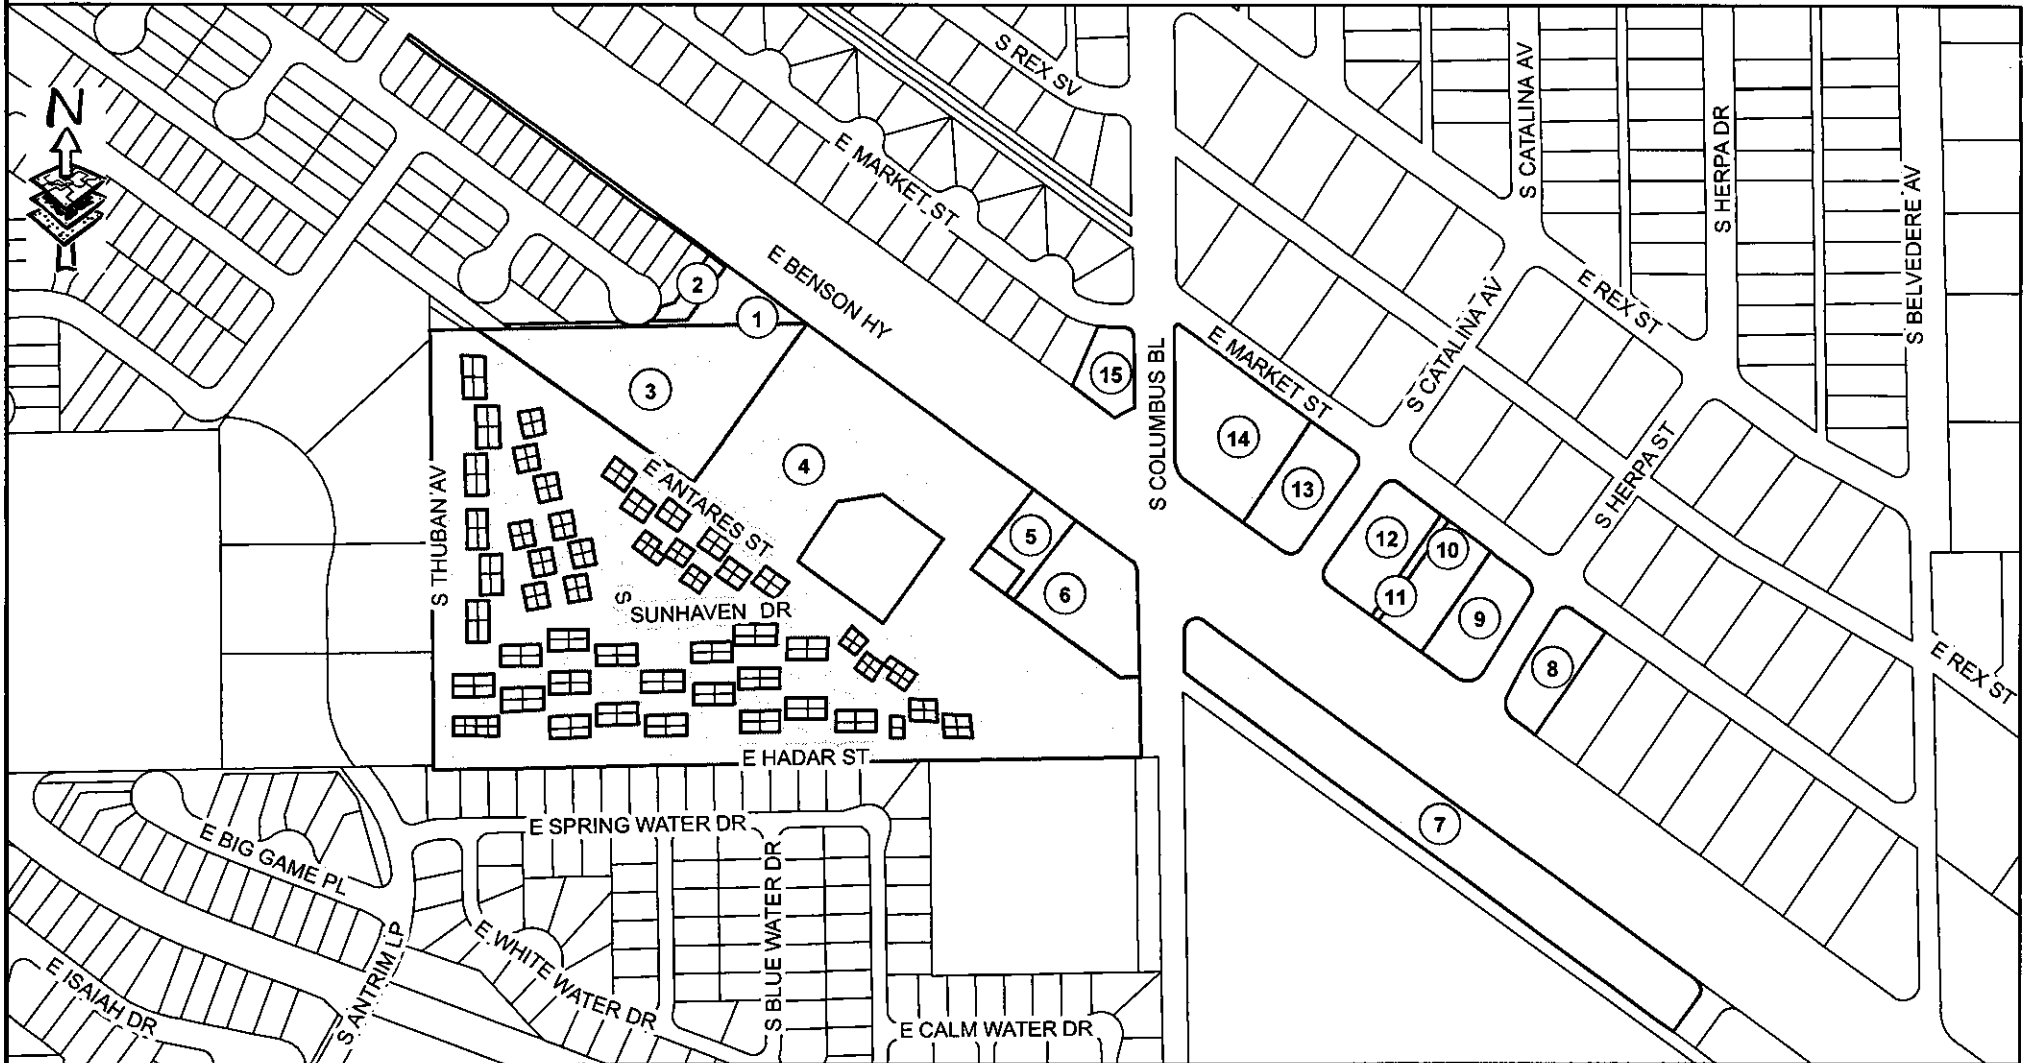 N
S REX SV
S CATALINA AV
S HERPA DR
S BELVEDERE AV
E MARKET ST
E BENSON HY
E REX ST
2
1
15
S COLUMBUS BL
E MARKET ST
S CATALINA AV
S HERPA ST
3
4
14
13
S THUBAN AV
E ANTARES ST
5
6
12
10
11
9
8
S
SUNHAVEN DR
E REX ST
E HADAR ST
7
E SPRING WATER DR
E BIG GAME PL
S BLUE WATER DR
E WHITE WATER DR
S ANTRIM LP
E ISAIAH DR
E CALM WATER DR